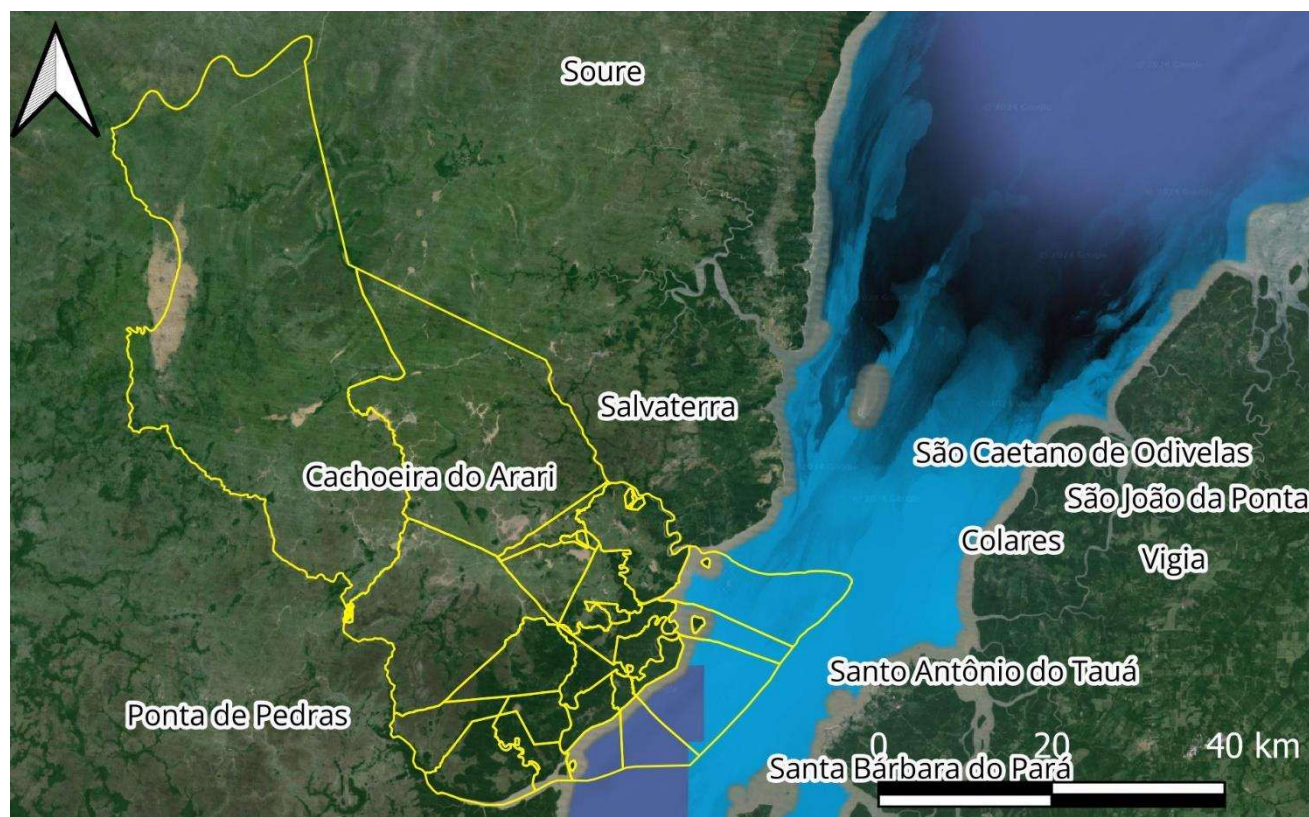 Soure
Salvaterra
Cachoeira do Arari
São Caetano de Odivelas
São João da Ponta
Colares
Vigia
Santo Antônio do Tauá
Ponta de Pedras
0 20 40 km
Santa Bárbara do Pará